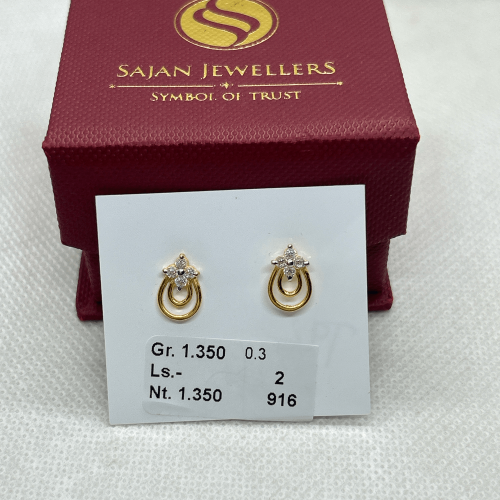 SAJAN JEWELLERS
SYMBOL OF TRUST
Gr. 1.350 0.3
Ls.- 2
Nt. 1.350 916